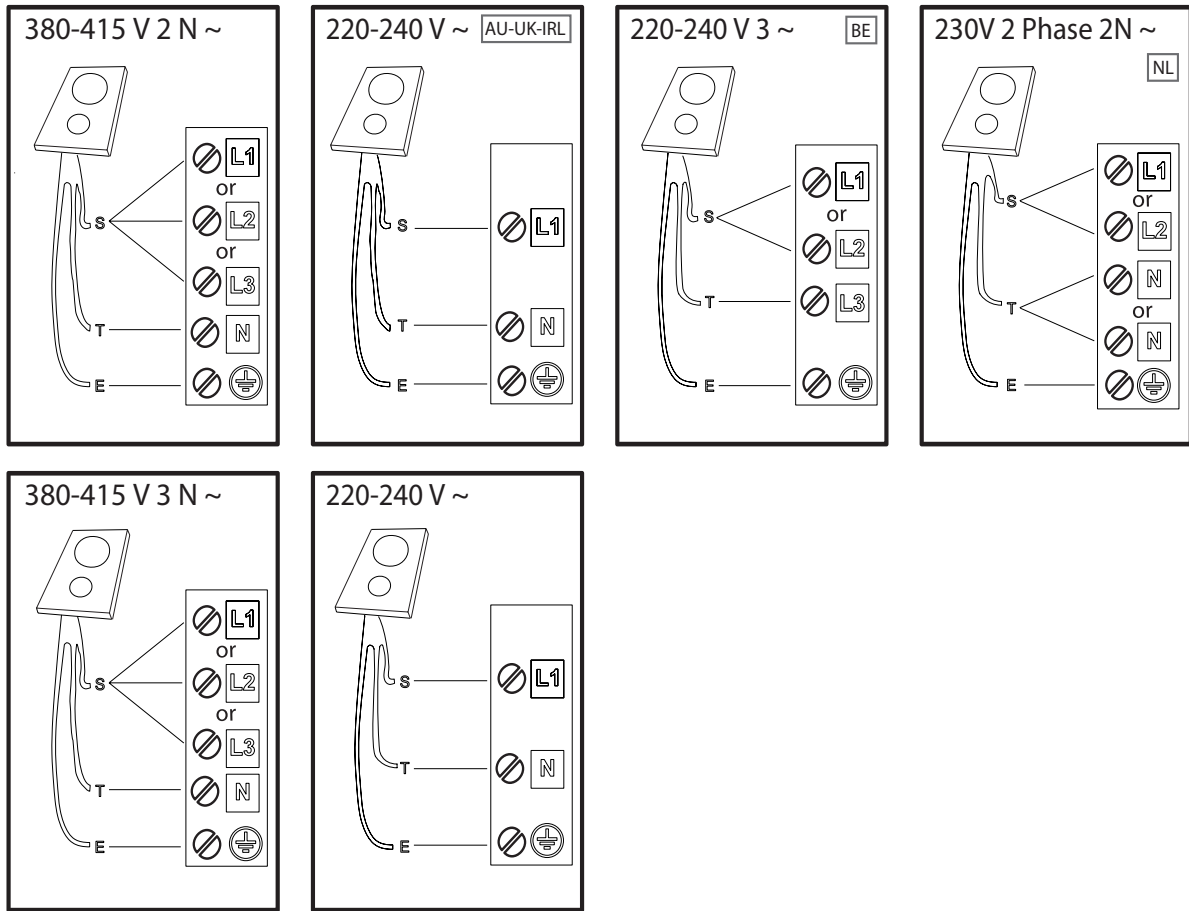 380-415 V 2 N ~
L1
or
L2
or
L3
S
T
N
E
220-240 V ~ AU-UK-IRL
S
L1
T
N
E
220-240 V 3 ~ BE
L1
or
S
L2
T
L3
E
230V 2 Phase 2N ~
NL
L1
S
or
L2
N
T
or
N
E
380-415 V 3 N ~
L1
or
S
L2
or
L3
T
N
E
220-240 V ~
S
L1
T
N
E